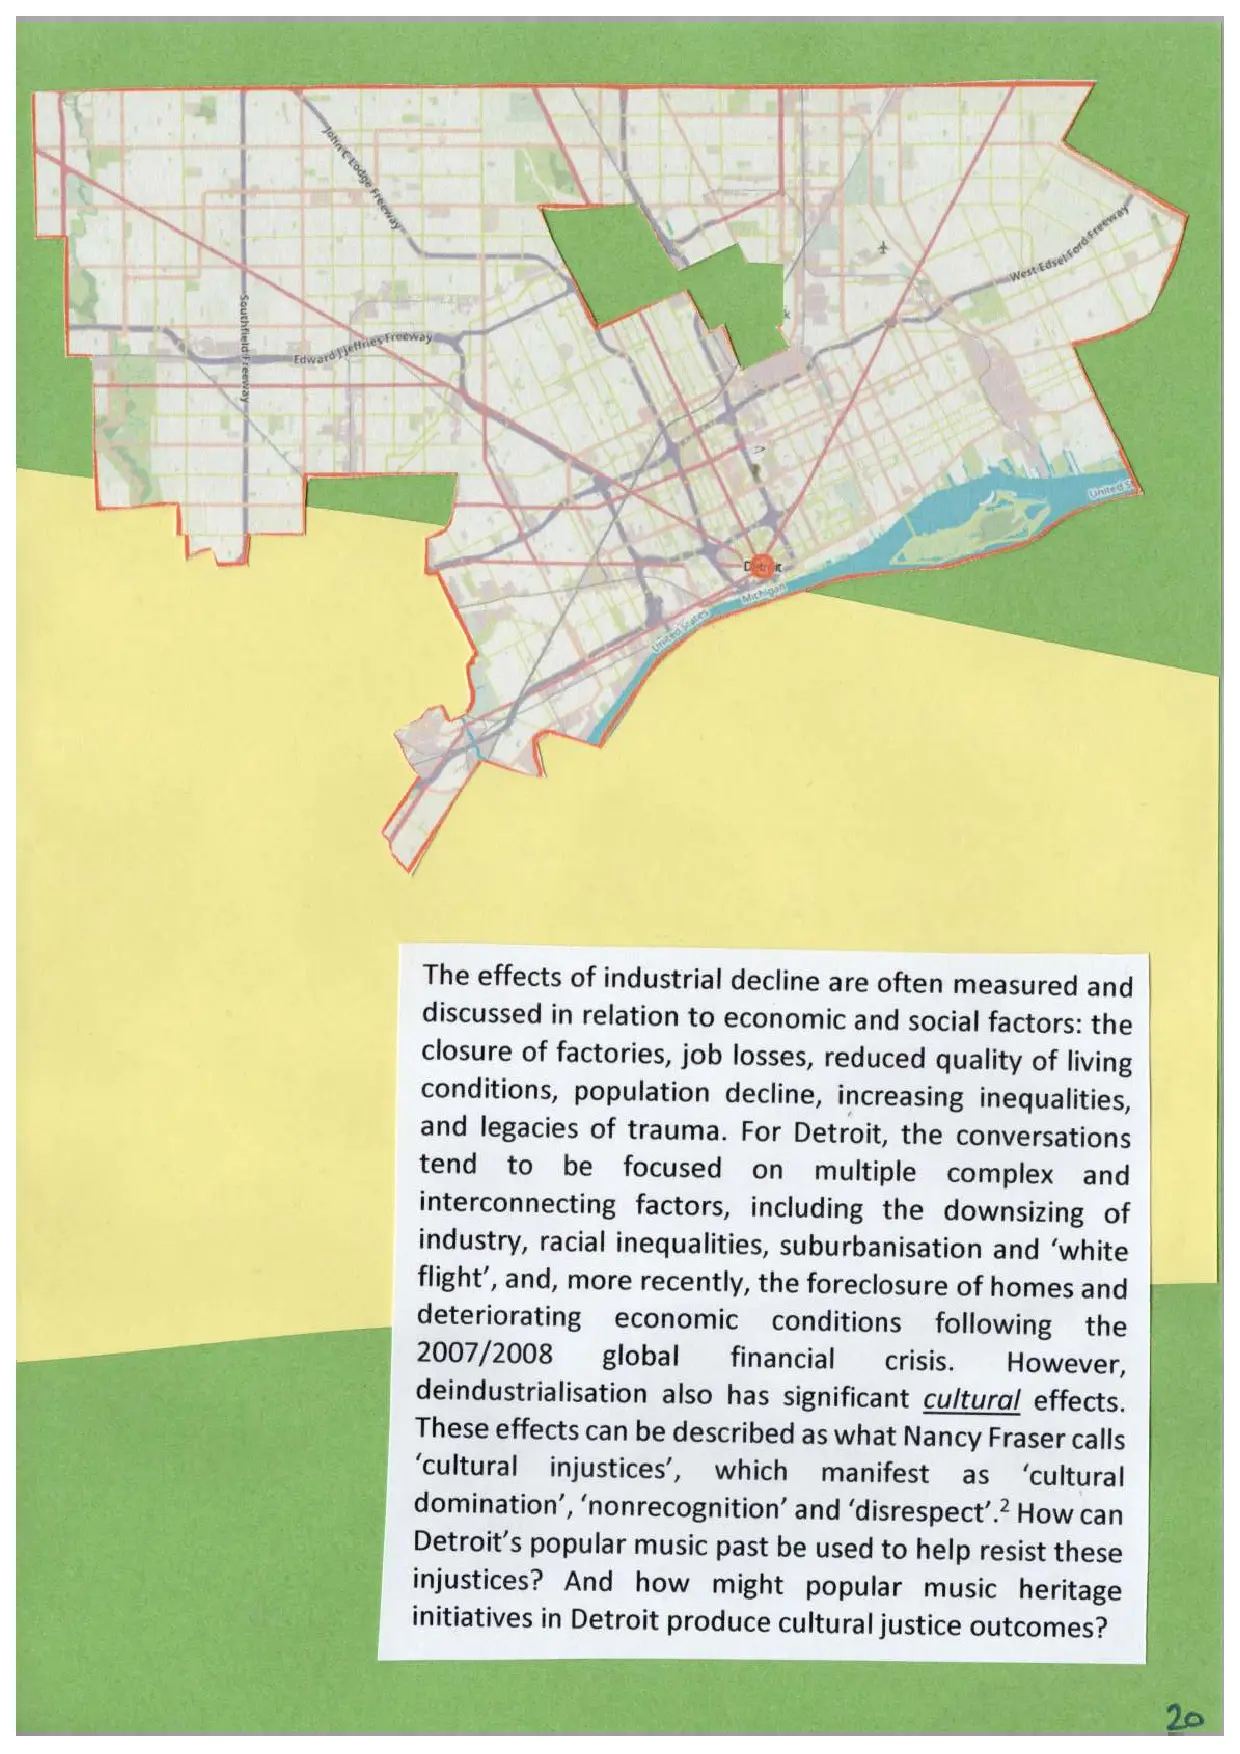 John C Lodge Freeway
West Edsel Ford Freeway
Southfield Freeway
Edward J Jeffries Freeway
k
United S
Detroit
Michigan
United States
The effects of industrial decline are often measured and
discussed in relation to economic and social factors: the
closure of factories, job losses, reduced quality of living
conditions, population decline, increasing inequalities,
and legacies of trauma. For Detroit, the conversations
tend to be focused on multiple complex and
interconnecting factors, including the downsizing of
industry, racial inequalities, suburbanisation and ‘white
flight’, and, more recently, the foreclosure of homes and
deteriorating economic conditions following the
2007/2008 global financial crisis. However,
deindustrialisation also has significant cultural effects.
These effects can be described as what Nancy Fraser calls
‘cultural injustices’, which manifest as ‘cultural
domination’, ‘nonrecognition’ and ‘disrespect’.² How can
Detroit’s popular music past be used to help resist these
injustices? And how might popular music heritage
initiatives in Detroit produce cultural justice outcomes?
20